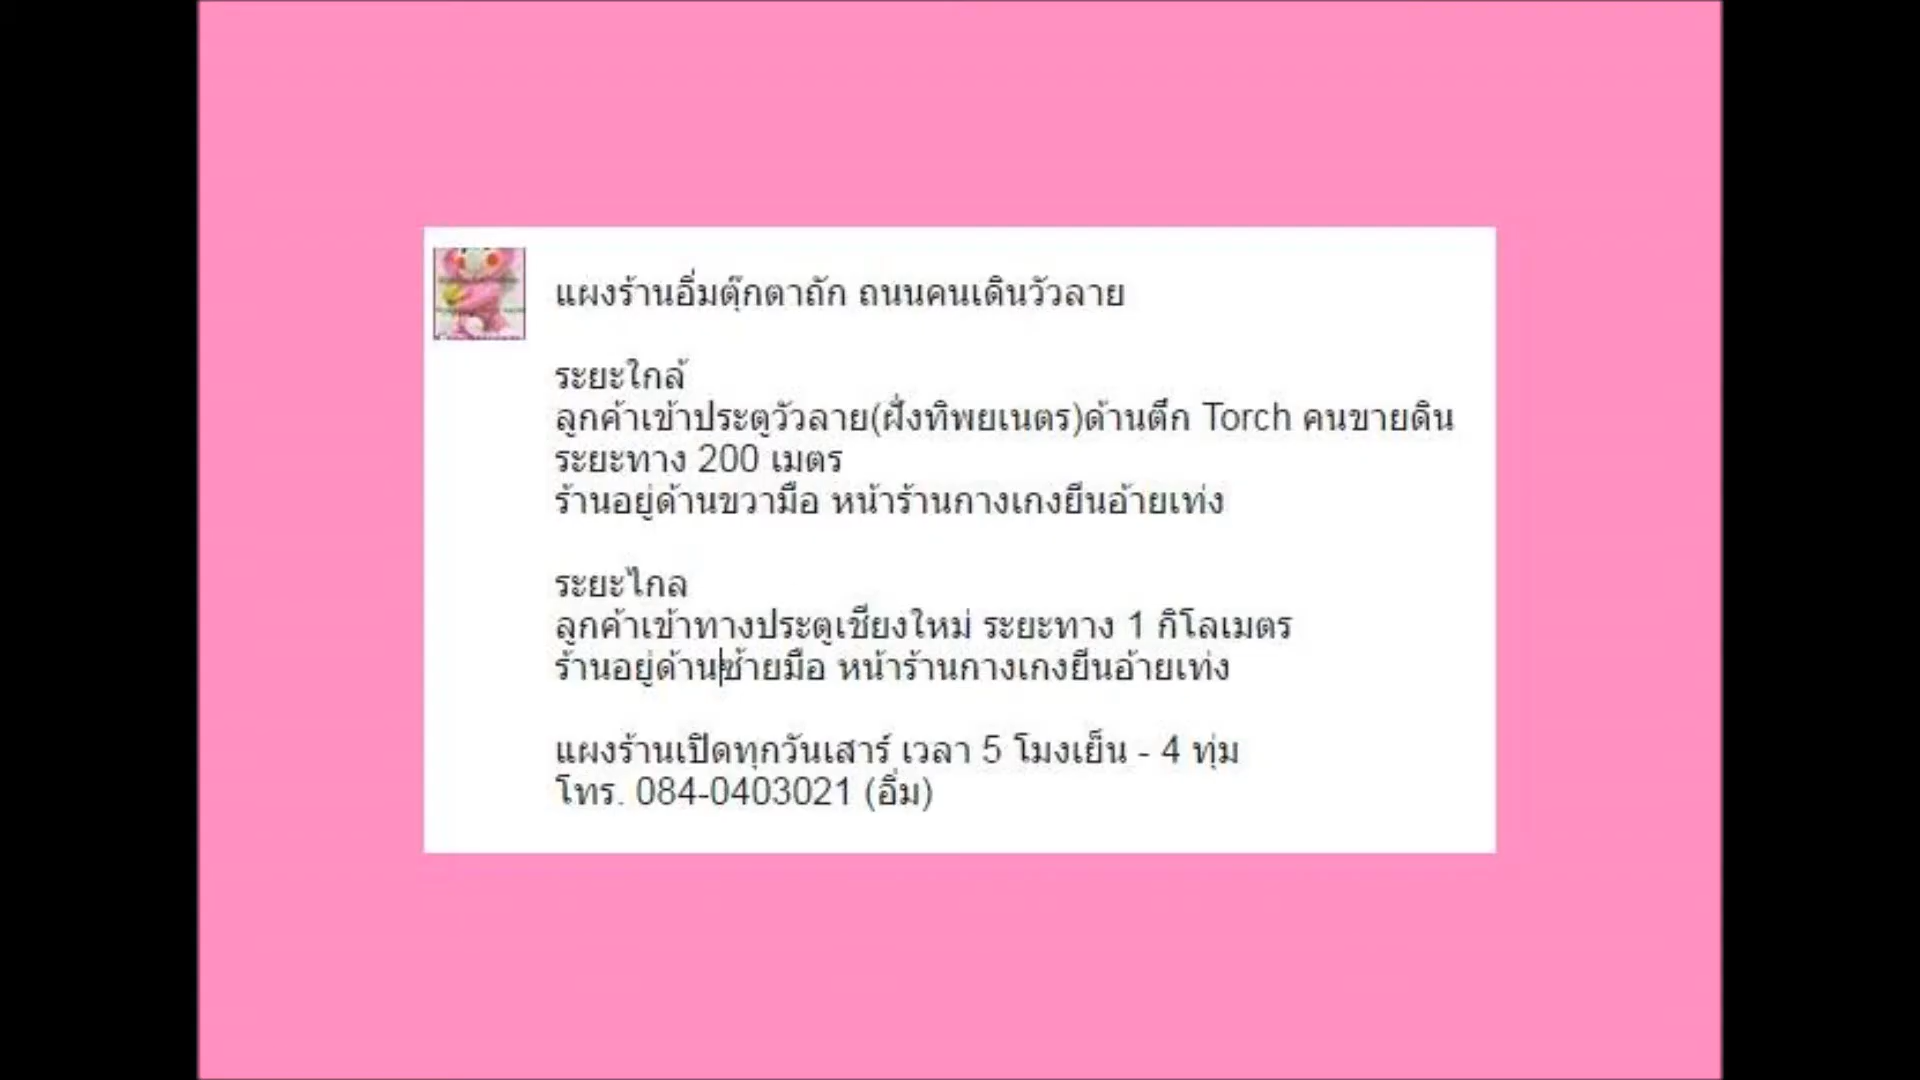 แผงร้านอิ่มตุ๊กตาถัก ถนนคนเดินวัวลาย
ระยะใกล้
ลูกค้าเข้าประตูวัวลาย(ฝั่งทิพยเนตร)ด้านตึก Torch คนขายดิน
ระยะทาง 200 เมตร
ร้านอยู่ด้านขวามือ หน้าร้านกางเกงยีนอ้ายเท่ง
ระยะไกล
ลูกค้าเข้าทางประตูเชียงใหม่ ระยะทาง 1 กิโลเมตร
ร้านอยู่ด้านซ้ายมือ หน้าร้านกางเกงยีนอ้ายเท่ง
แผงร้านเปิดทุกวันเสาร์ เวลา 5 โมงเย็น - 4 ทุ่ม
โทร. 084-0403021 (อิ่ม)